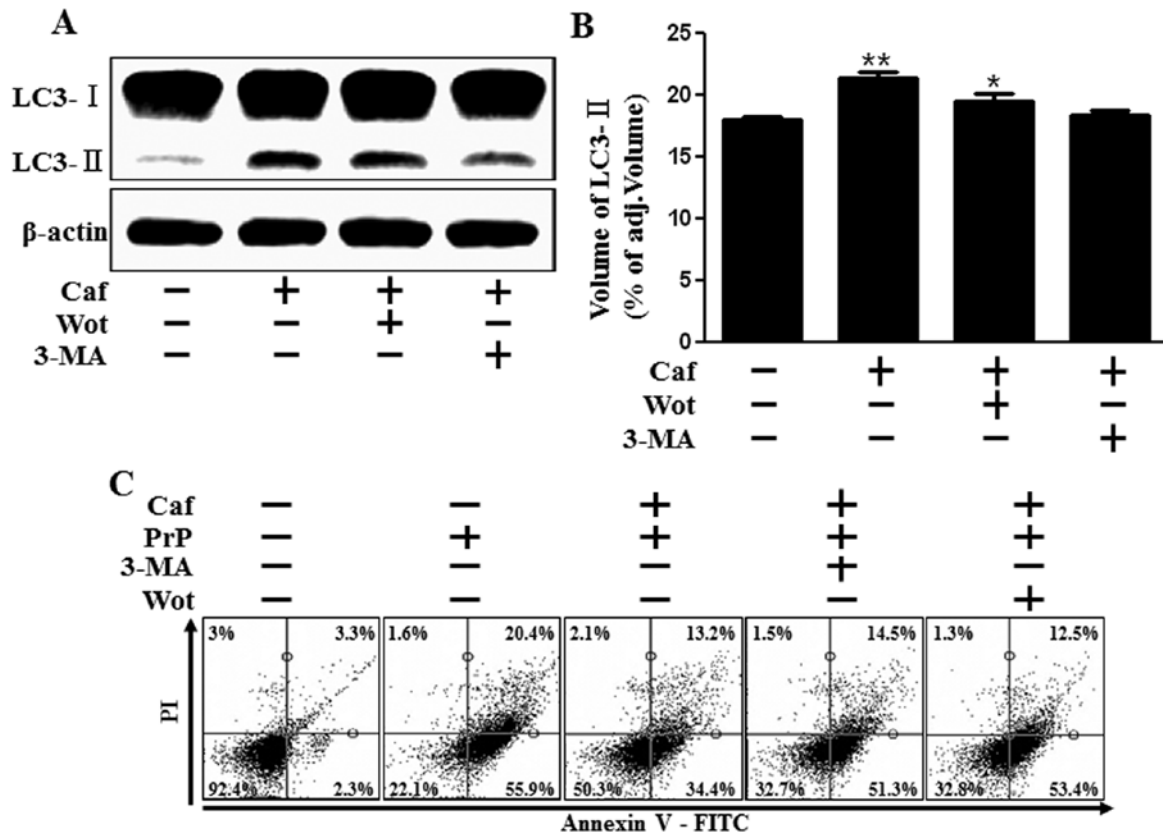 A
LC3- Ⅰ
LC3- Ⅱ
β-actin
Caf − + + +
Wot − − + −
3-MA − − − +
B
Volume of LC3- Ⅱ
(% of adj.Volume)
25
20
15
10
5
0
**
*
Caf − + + +
Wot − − + −
3-MA − − − +
C
Caf − − + + +
PrP − + + + +
3-MA − − − + −
Wot − − − − +
3% 3.3% 1.6% 20.4% 2.1% 13.2% 1.5% 14.5% 1.3% 12.5%
PI
92.4% 2.3% 22.1% 55.9% 50.3% 34.4% 32.7% 51.3% 32.8% 53.4%
Annexin V - FITC